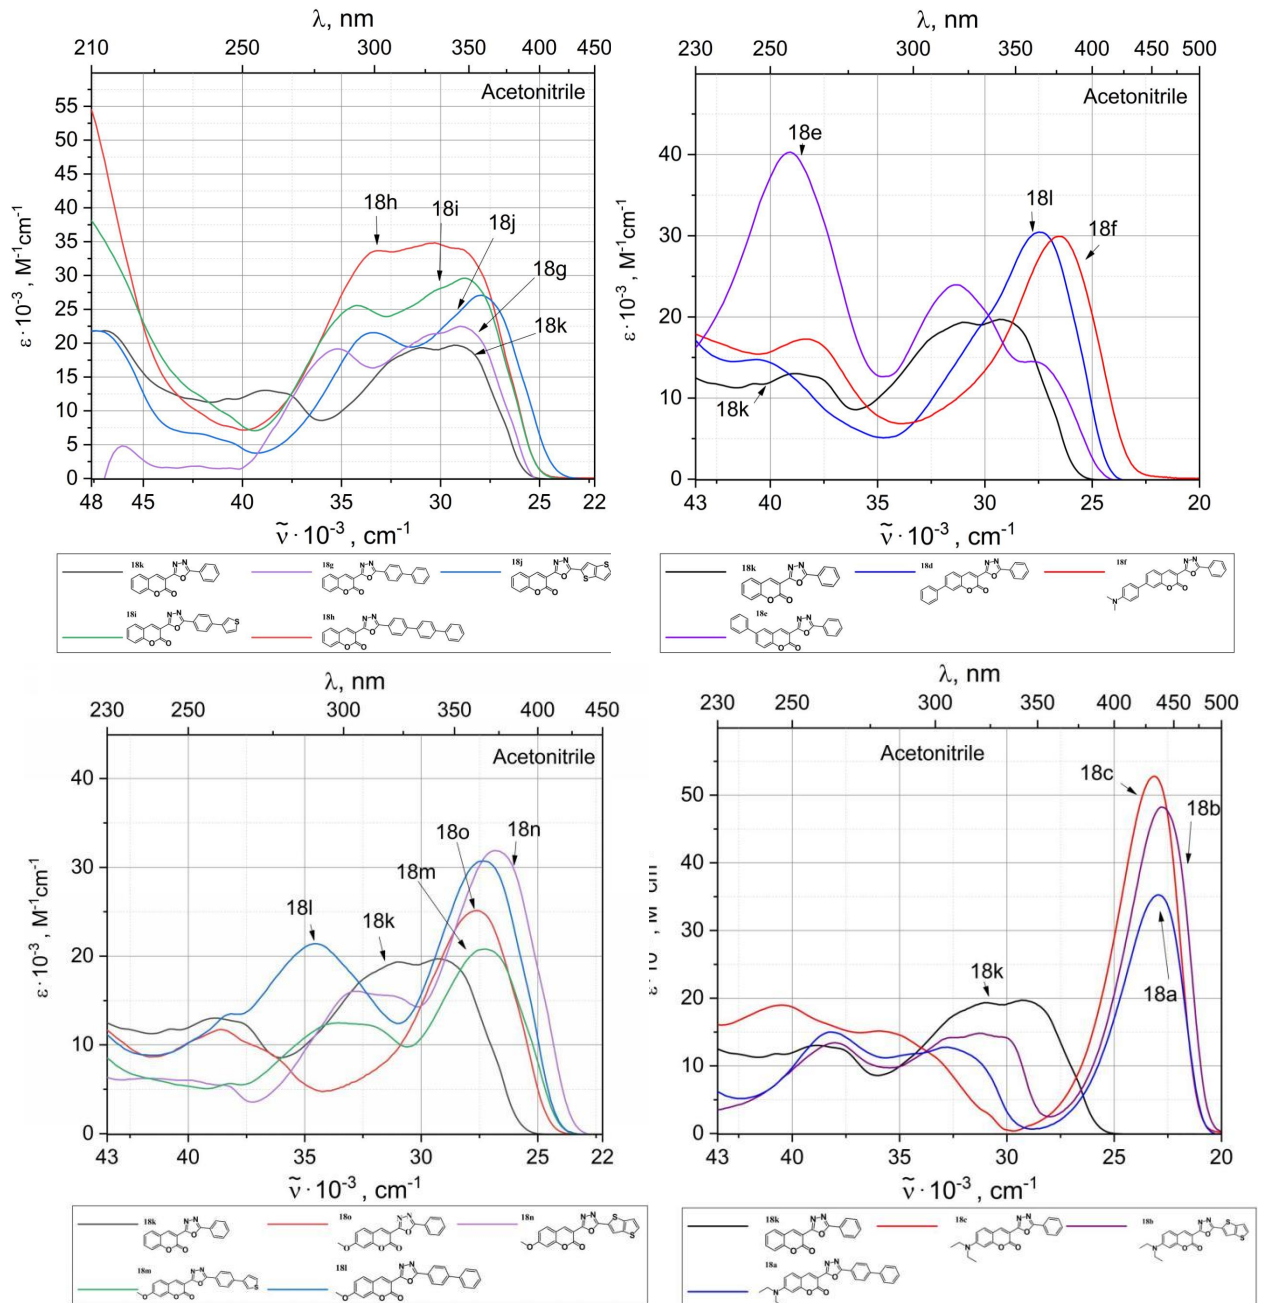 λ, nm
210 250 300 350 400 450
Acetonitrile
ε·10⁻³ , M⁻¹cm⁻¹
55
50
45
40
35
30
25
20
15
10
5
0
18h
18i
18j
18g
18k
48 45 40 35 30 25 22
ν̃·10⁻³ , cm⁻¹
18k
18g
18j
18i
18h
λ, nm
230 250 300 350 400 450 500
Acetonitrile
ε·10⁻³ , M⁻¹cm⁻¹
40
30
20
10
0
18e
18l
18f
18k
43 40 35 30 25 20
ν̃·10⁻³ , cm⁻¹
18k
18d
18f
18e
λ, nm
230 250 300 350 400 450
Acetonitrile
ε·10⁻³ , M⁻¹cm⁻¹
40
30
20
10
0
18o
18n
18m
18l
18k
43 40 35 30 25 22
ν̃·10⁻³ , cm⁻¹
18k
18o
18n
18m
18l
λ, nm
230 250 300 350 400 450 500
Acetonitrile
50
40
30
20
10
0
18c
18b
18k
18a
43 40 35 30 25 20
ν̃·10⁻³ , cm⁻¹
18k
18c
18b
18a